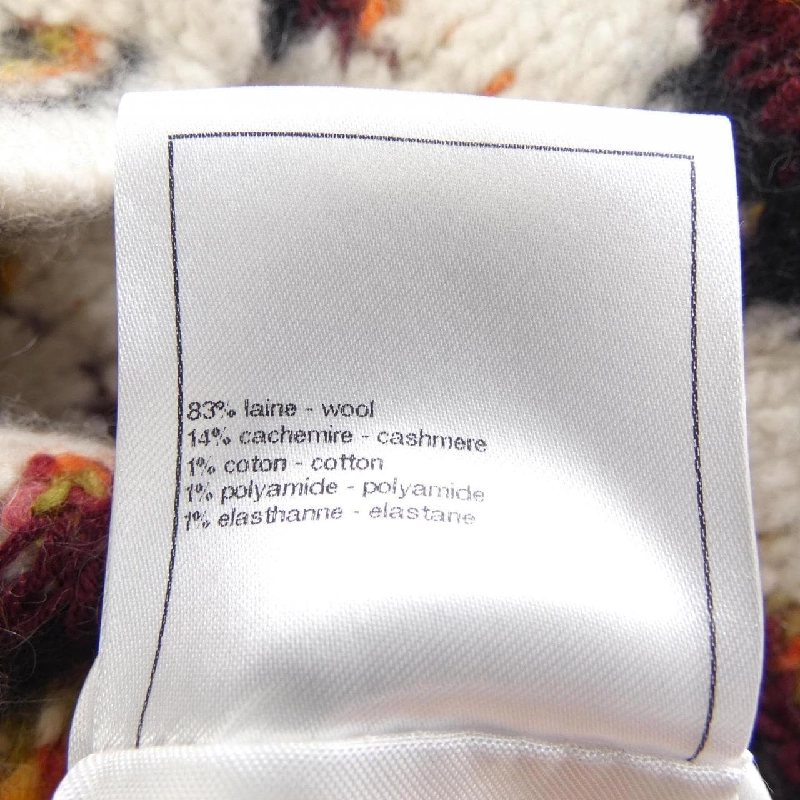 83% laine - wool
14% cachemire - cashmere
1% coton - cotton
1% polyamide - polyamide
1% elasthanne - elastane